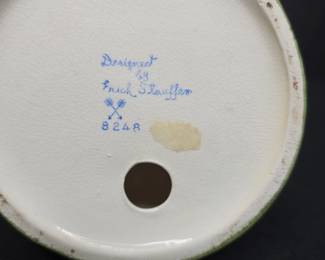 Designed
by
Erich Stauffer
8248